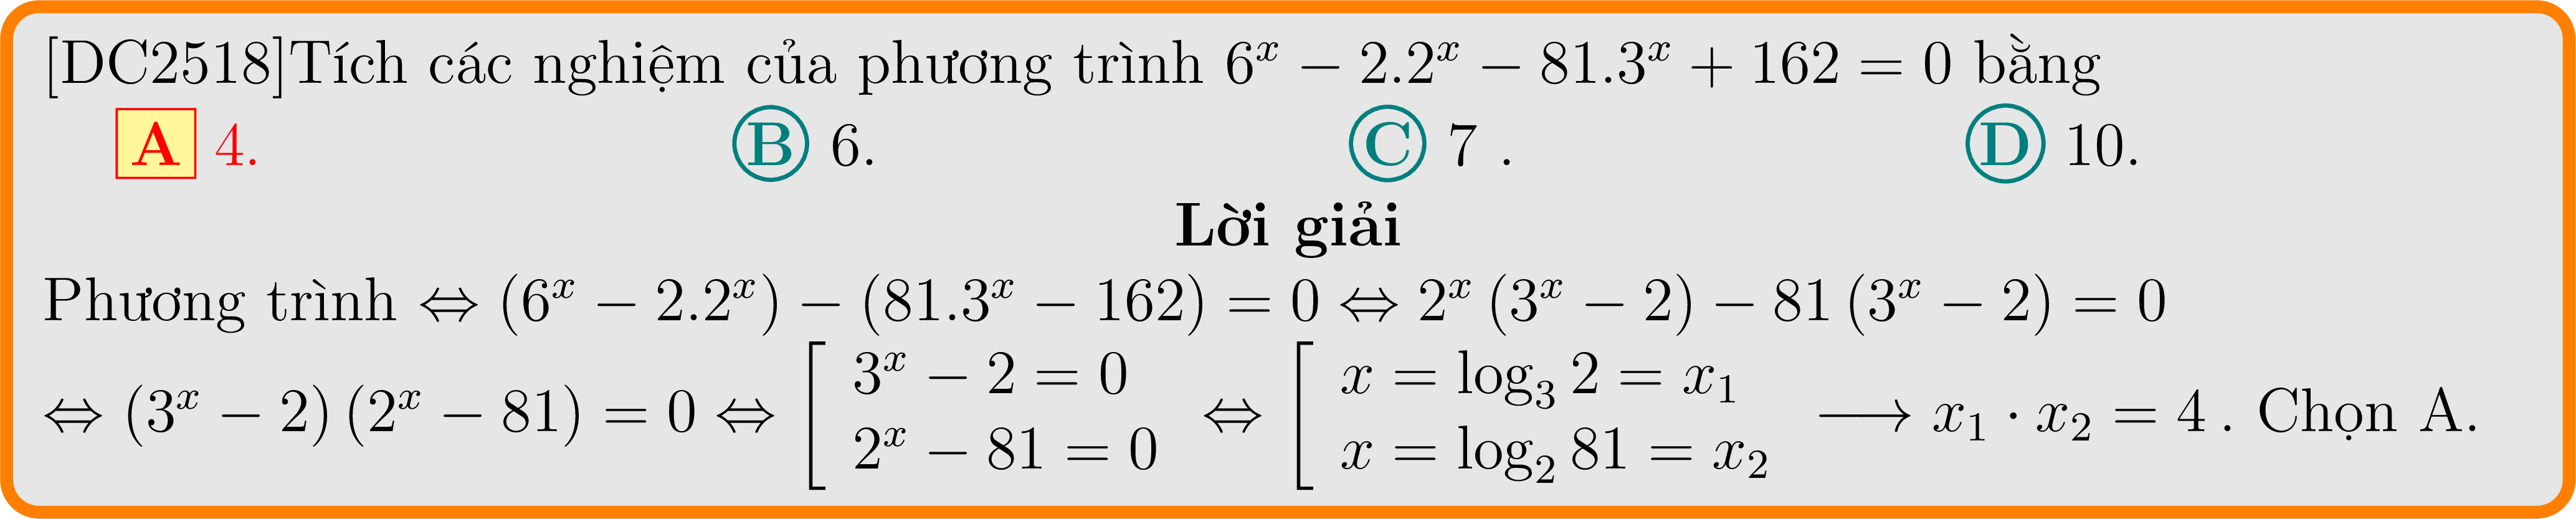 [DC2518]Tích các nghiệm của phương trình $6^x - 2.2^x - 81.3^x + 162 = 0$ bằng
A 4. B 6. C 7 . D 10.
Lời giải
Phương trình $\Leftrightarrow (6^x - 2.2^x) - (81.3^x - 162) = 0 \Leftrightarrow 2^x (3^x - 2) - 81 (3^x - 2) = 0$
$\Leftrightarrow (3^x - 2) (2^x - 81) = 0 \Leftrightarrow \left[ \begin{array}{l} 3^x - 2 = 0 \\ 2^x - 81 = 0 \end{array} \right. \Leftrightarrow \left[ \begin{array}{l} x = \log_3 2 = x_1 \\ x = \log_2 81 = x_2 \end{array} \right. \longrightarrow x_1 \cdot x_2 = 4$ . Chọn A.